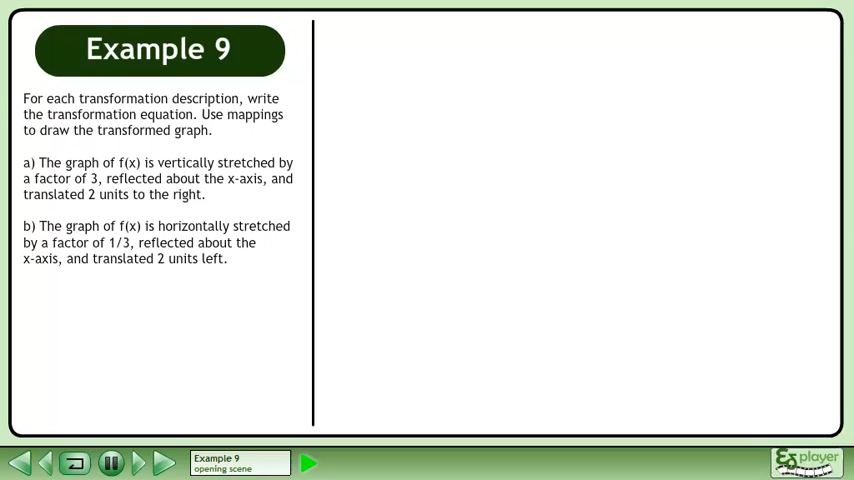 Example 9
For each transformation description, write
the transformation equation. Use mappings
to draw the transformed graph.
a) The graph of f(x) is vertically stretched by
a factor of 3, reflected about the x-axis, and
translated 2 units to the right.
b) The graph of f(x) is horizontally stretched
by a factor of 1/3, reflected about the
x-axis, and translated 2 units left.
Example 9
opening scene
player